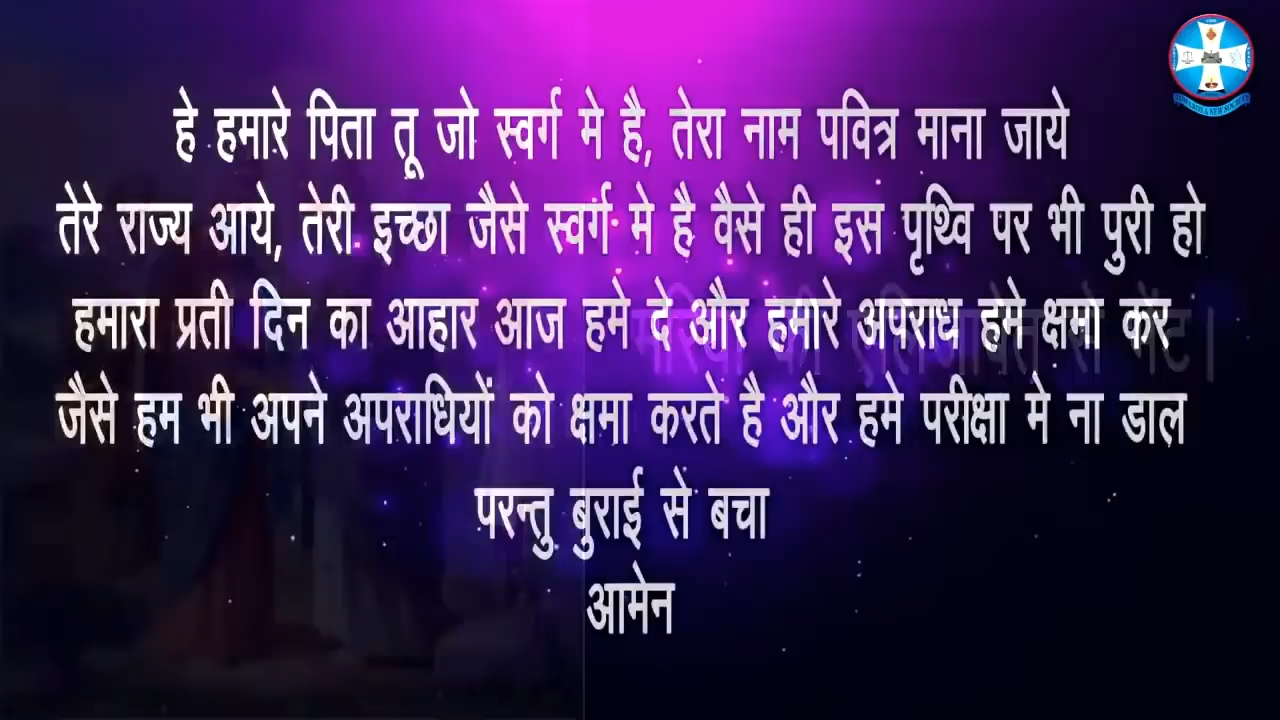 हे हमारे पिता तू जो स्वर्ग मे है, तेरा नाम पवित्र माना जाये
तेरे राज्य आये, तेरी इच्छा जैसे स्वर्ग मे है वैसे ही इस पृथ्वि पर भी पुरी हो
हमारा प्रती दिन का आहार आज हमे दे और हमारे अपराध हमे क्षमा कर
जैसे हम भी अपने अपराधियों को क्षमा करते है और हमे परीक्षा मे ना डाल
परन्तु बुराई से बचा
आमेन